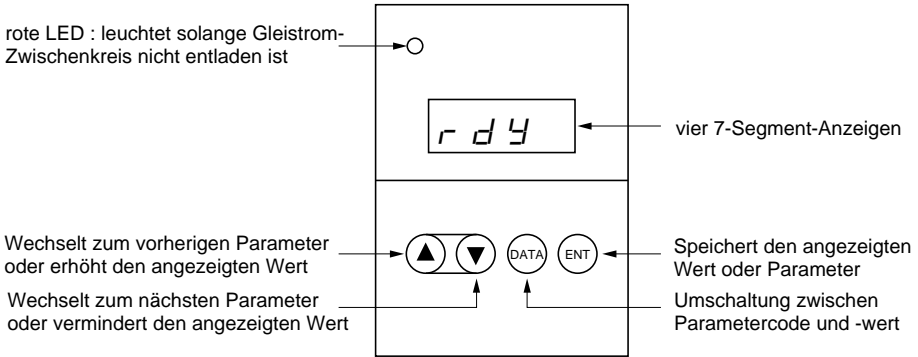 rote LED : leuchtet solange Gleistrom-
Zwischenkreis nicht entladen ist
rdy
vier 7-Segment-Anzeigen
Wechselt zum vorherigen Parameter
oder erhöht den angezeigten Wert
Wechselt zum nächsten Parameter
oder vermindert den angezeigten Wert
DATA
ENT
Speichert den angezeigten
Wert oder Parameter
Umschaltung zwischen
Parametercode und -wert